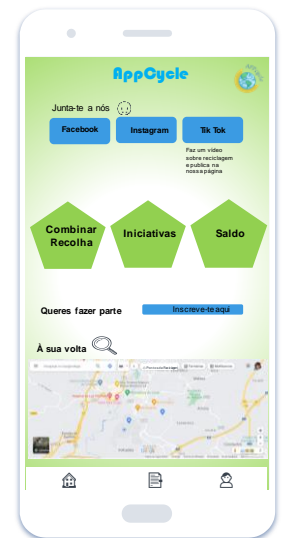 AppCycle
Junta-te a nós
Facebook
Instagram
Tik Tok
Faz um vídeo
sobre reciclagem
e publica na
nossa página
Combinar
Recolha
Iniciativas
Saldo
Queres fazer parte
Inscreve-te aqui
À sua volta